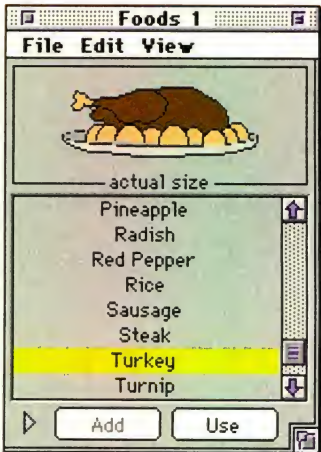 Foods 1
File Edit View
actual size
Pineapple
Radish
Red Pepper
Rice
Sausage
Steak
Turkey
Turnip
Add Use